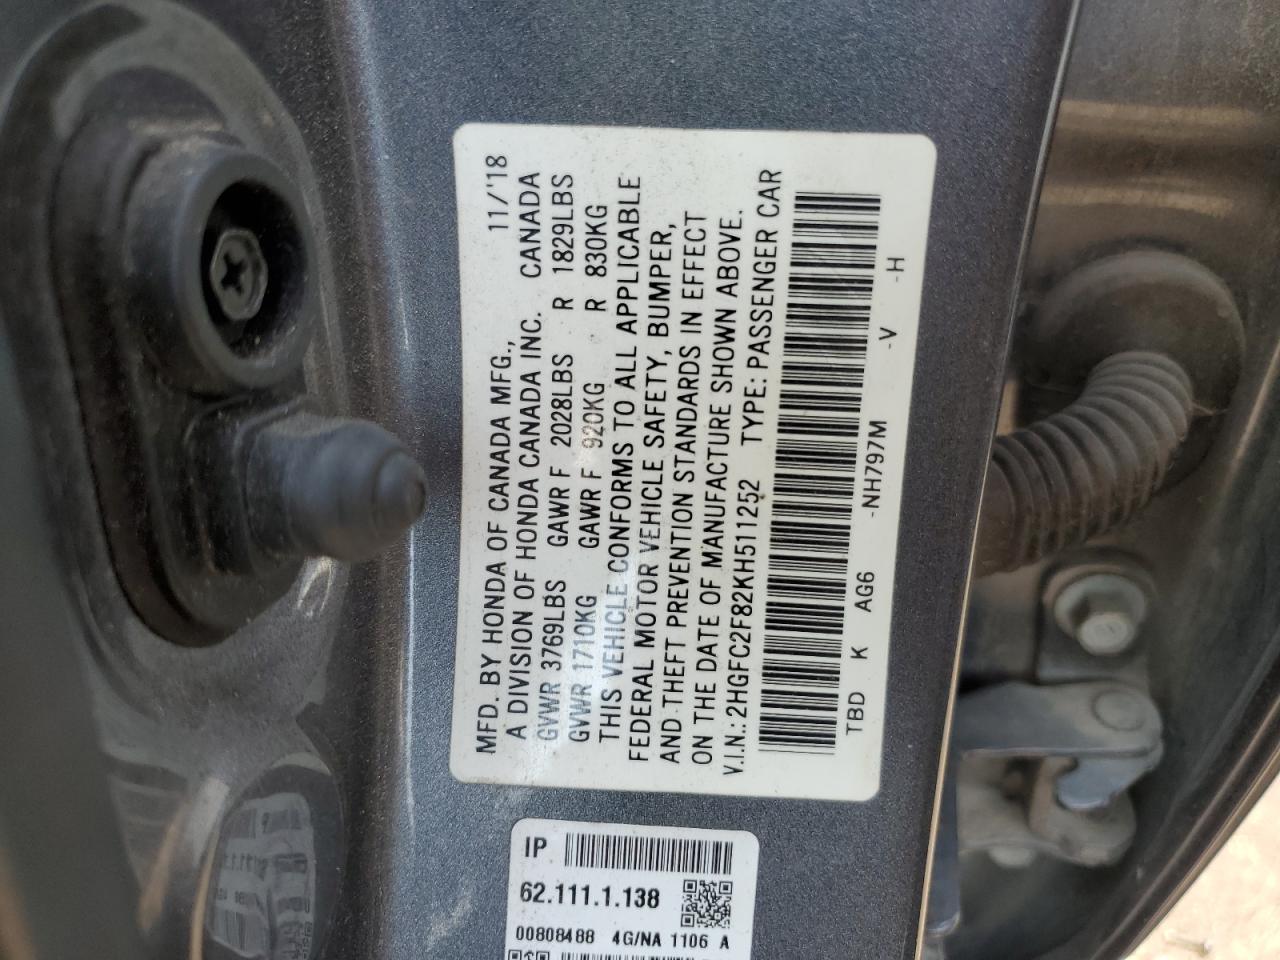 MFD. BY HONDA OF CANADA MFG., 11/'18
A DIVISION OF HONDA CANADA INC. CANADA
GVWR 3769LBS GAWR F 2028LBS R 1829LBS
GVWR 1710KG GAWR F 920KG R 830KG
THIS VEHICLE CONFORMS TO ALL APPLICABLE
FEDERAL MOTOR VEHICLE SAFETY, BUMPER,
AND THEFT PREVENTION STANDARDS IN EFFECT
ON THE DATE OF MANUFACTURE SHOWN ABOVE.
V.I.N.: 2HGFC2F82KH511252 TYPE: PASSENGER CAR
TBD K AG6 -NH797M -V -H
IP
62.111.1.138
00808488 4G/NA 1106 A